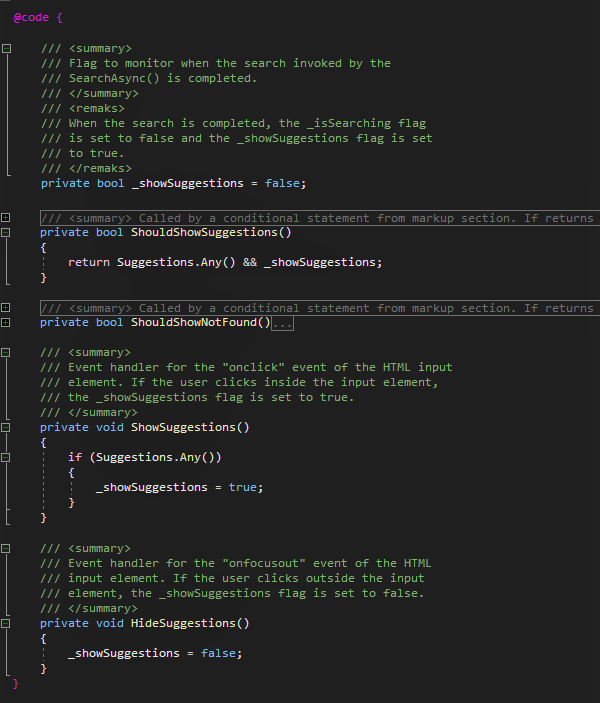 @code {
/// <summary>
/// Flag to monitor when the search invoked by the
/// SearchAsync() is completed.
/// </summary>
/// <remaks>
/// When the search is completed, the _isSearching flag
/// is set to false and the _showSuggestions flag is set
/// to true.
/// </remaks>
private bool _showSuggestions = false;
/// <summary> Called by a conditional statement from markup section. If returns
private bool ShouldShowSuggestions()
{
return Suggestions.Any() && _showSuggestions;
}
/// <summary> Called by a conditional statement from markup section. If returns
private bool ShouldShowNotFound()...
/// <summary>
/// Event handler for the "onclick" event of the HTML input
/// element. If the user clicks inside the input element,
/// the _showSuggestions flag is set to true.
/// </summary>
private void ShowSuggestions()
{
if (Suggestions.Any())
{
_showSuggestions = true;
}
}
/// <summary>
/// Event handler for the "onfocusout" event of the HTML
/// input element. If the user clicks outside the input
/// element, the _showSuggestions flag is set to false.
/// </summary>
private void HideSuggestions()
{
_showSuggestions = false;
}
}